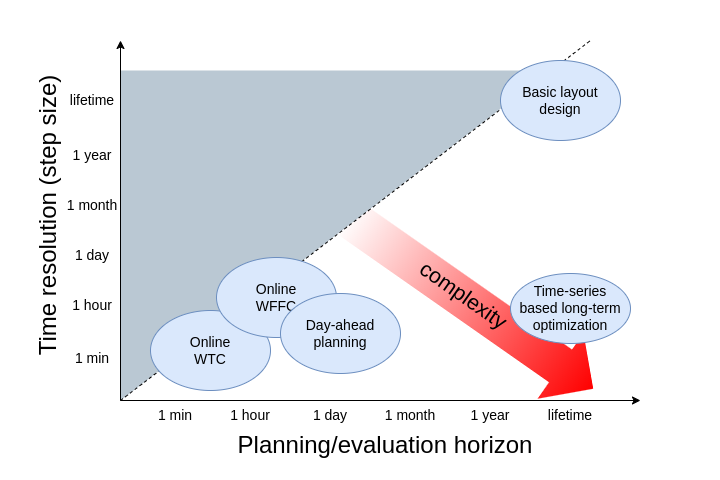 Time resolution (step size)
lifetime
1 year
1 month
1 day
1 hour
1 min
Basic layout
design
complexity
Time-series
based long-term
optimization
Online
WFFC
Day-ahead
planning
Online
WTC
1 min
1 hour
1 day
1 month
1 year
lifetime
Planning/evaluation horizon